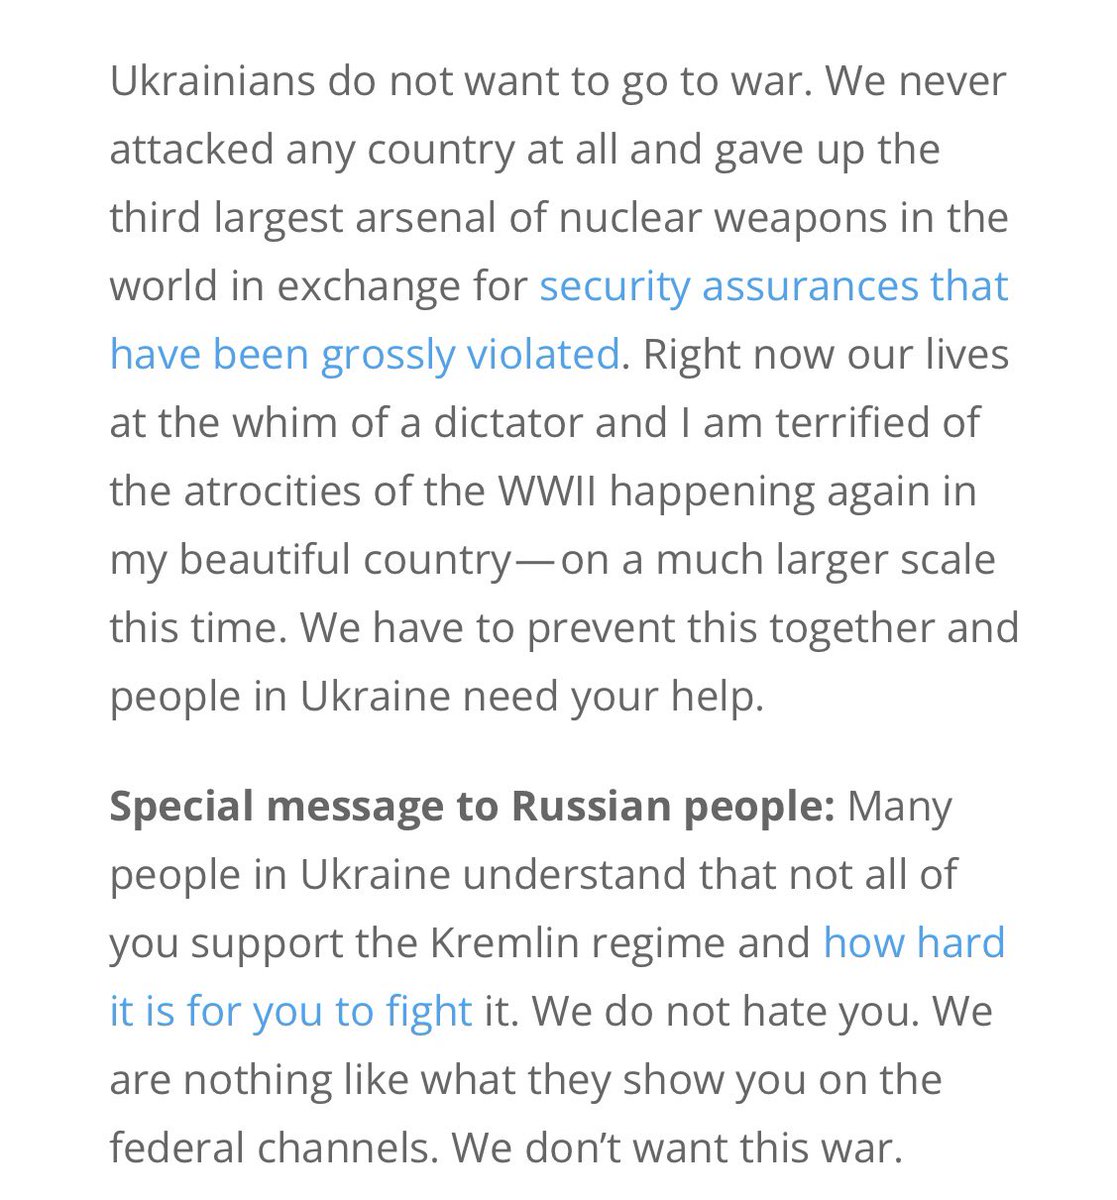 Ukrainians do not want to go to war. We never
attacked any country at all and gave up the
third largest arsenal of nuclear weapons in the
world in exchange for security assurances that
have been grossly violated. Right now our lives
at the whim of a dictator and I am terrified of
the atrocities of the WWII happening again in
my beautiful country—on a much larger scale
this time. We have to prevent this together and
people in Ukraine need your help.
Special message to Russian people: Many
people in Ukraine understand that not all of
you support the Kremlin regime and how hard
it is for you to fight it. We do not hate you. We
are nothing like what they show you on the
federal channels. We don’t want this war.